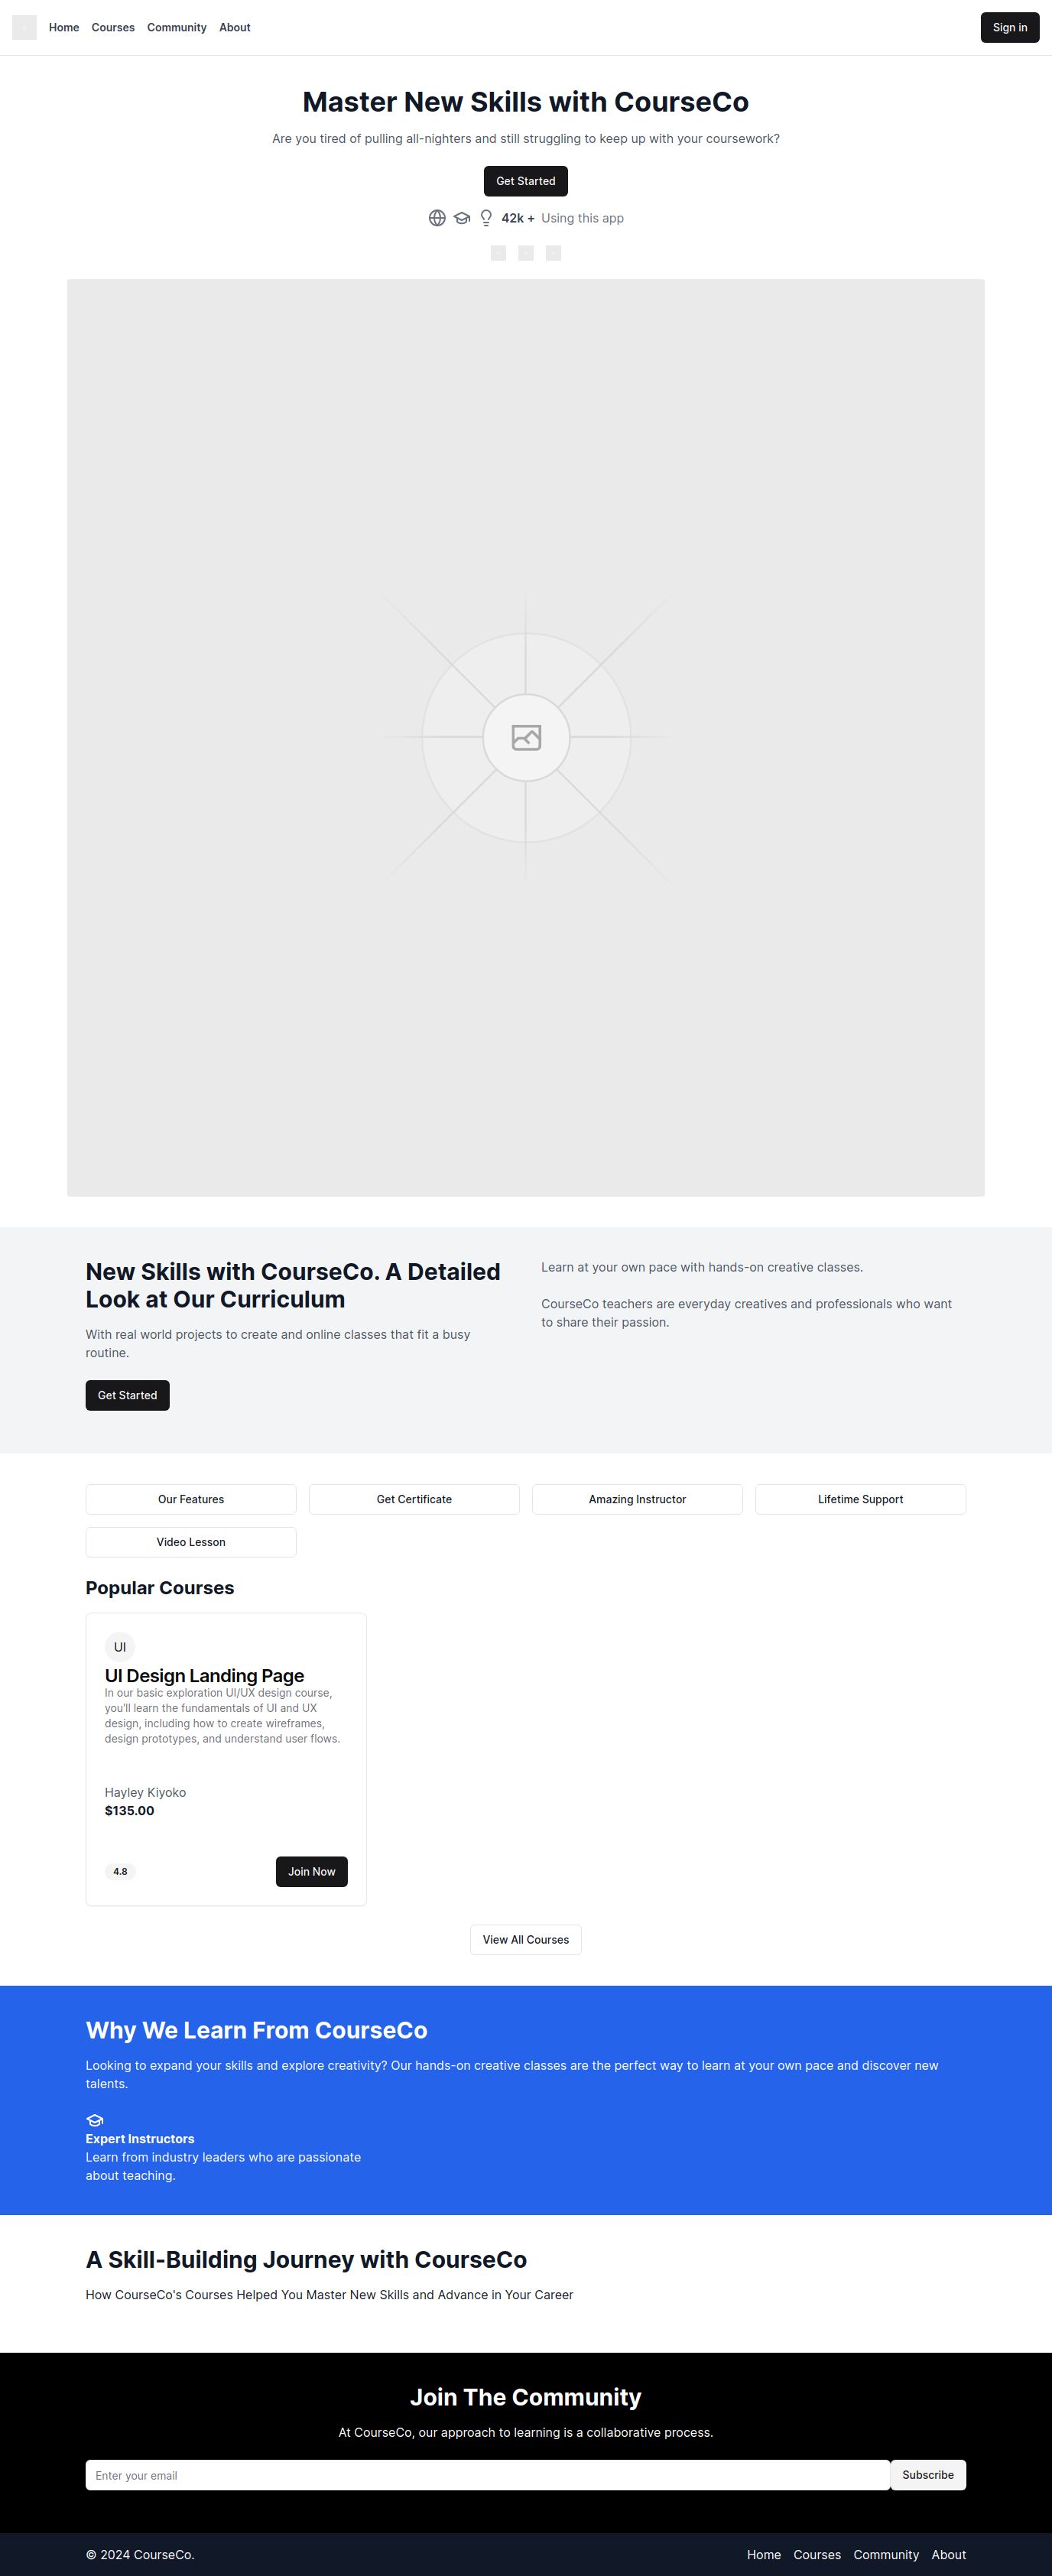 Home Courses Community About Sign in
Master New Skills with CourseCo
Are you tired of pulling all-nighters and still struggling to keep up with your coursework?
Get Started
42k + Using this app
New Skills with CourseCo. A Detailed
Look at Our Curriculum
With real world projects to create and online classes that fit a busy
routine.
Get Started
Learn at your own pace with hands-on creative classes.
CourseCo teachers are everyday creatives and professionals who want
to share their passion.
Our Features Get Certificate Amazing Instructor Lifetime Support
Video Lesson
Popular Courses
UI
UI Design Landing Page
In our basic exploration UI/UX design course,
you'll learn the fundamentals of UI and UX
design, including how to create wireframes,
design prototypes, and understand user flows.
Hayley Kiyoko
$135.00
4.8 Join Now
View All Courses
Why We Learn From CourseCo
Looking to expand your skills and explore creativity? Our hands-on creative classes are the perfect way to learn at your own pace and discover new
talents.
Expert Instructors
Learn from industry leaders who are passionate
about teaching.
A Skill-Building Journey with CourseCo
How CourseCo's Courses Helped You Master New Skills and Advance in Your Career
Join The Community
At CourseCo, our approach to learning is a collaborative process.
Enter your email Subscribe
© 2024 CourseCo. Home Courses Community About